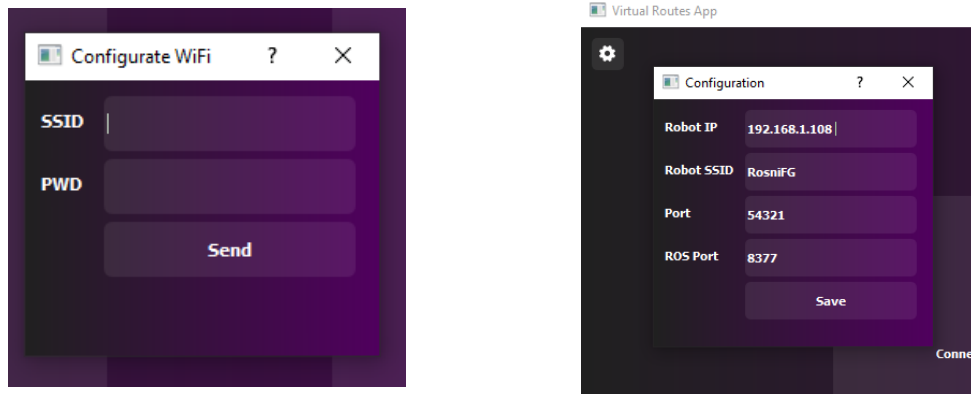 Configurate WiFi ?
SSID
PWD
Send
Virtual Routes App
Configuration ?
Robot IP 192.168.1.108
Robot SSID RosniFG
Port 54321
ROS Port 8377
Save
Conne